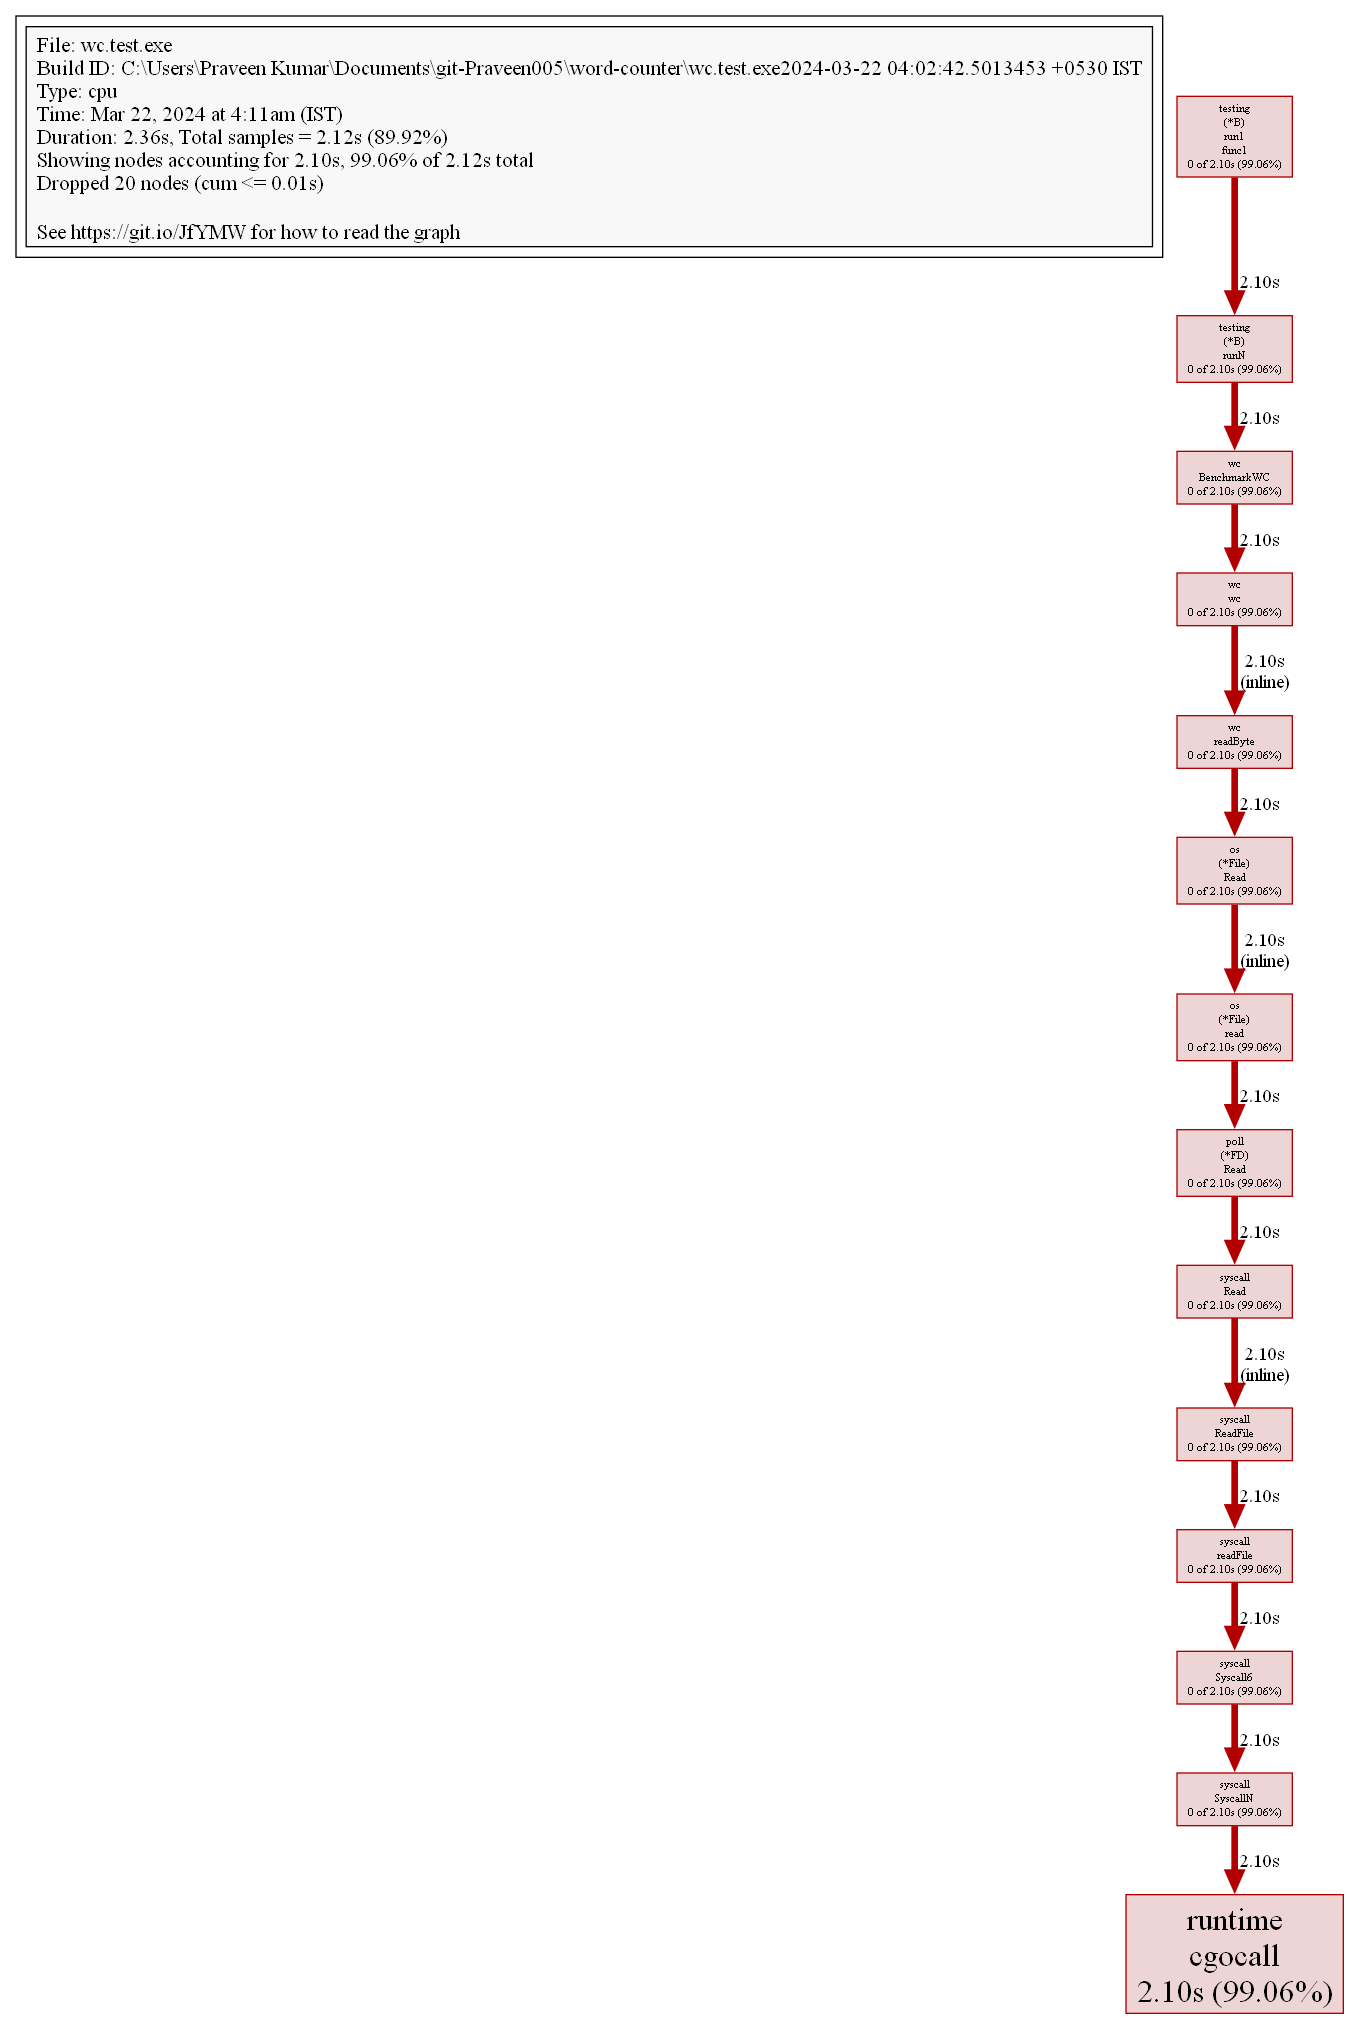 File: wc.test.exe
Build ID: C:\Users\Praveen Kumar\Documents\git-Praveen005\word-counter\wc.test.exe2024-03-22 04:02:42.5013453 +0530 IST
Type: cpu
Time: Mar 22, 2024 at 4:11am (IST)
Duration: 2.36s, Total samples = 2.12s (89.92%)
Showing nodes accounting for 2.10s, 99.06% of 2.12s total
Dropped 20 nodes (cum <= 0.01s)
See https://git.io/JfYMW for how to read the graph
testing
(*B)
run1
func1
0 of 2.10s (99.06%)
2.10s
testing
(*B)
runN
0 of 2.10s (99.06%)
2.10s
wc
BenchmarkWC
0 of 2.10s (99.06%)
2.10s
wc
wc
0 of 2.10s (99.06%)
2.10s
(inline)
wc
readByte
0 of 2.10s (99.06%)
2.10s
os
(*File)
Read
0 of 2.10s (99.06%)
2.10s
(inline)
os
(*File)
read
0 of 2.10s (99.06%)
2.10s
poll
(*FD)
Read
0 of 2.10s (99.06%)
2.10s
syscall
Read
0 of 2.10s (99.06%)
2.10s
(inline)
syscall
ReadFile
0 of 2.10s (99.06%)
2.10s
syscall
readFile
0 of 2.10s (99.06%)
2.10s
syscall
Syscall6
0 of 2.10s (99.06%)
2.10s
syscall
SyscallN
0 of 2.10s (99.06%)
2.10s
runtime
cgocall
2.10s (99.06%)